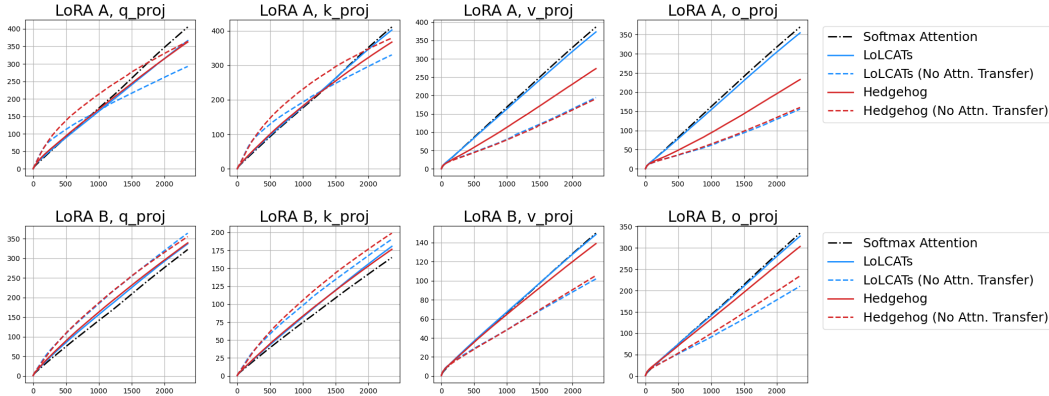 LoRA A, q_proj
400
350
300
250
200
150
100
50
0
0 500 1000 1500 2000
LoRA A, k_proj
400
300
200
100
0
0 500 1000 1500 2000
LoRA A, v_proj
400
350
300
250
200
150
100
50
0
0 500 1000 1500 2000
LoRA A, o_proj
350
300
250
200
150
100
50
0
0 500 1000 1500 2000
Softmax Attention
LoLCATs
LoLCATs (No Attn. Transfer)
Hedgehog
Hedgehog (No Attn. Transfer)
LoRA B, q_proj
350
300
250
200
150
100
50
0
0 500 1000 1500 2000
LoRA B, k_proj
200
175
150
125
100
75
50
25
0
0 500 1000 1500 2000
LoRA B, v_proj
140
120
100
80
60
40
20
0
0 500 1000 1500 2000
LoRA B, o_proj
350
300
250
200
150
100
50
0
0 500 1000 1500 2000
Softmax Attention
LoLCATs
LoLCATs (No Attn. Transfer)
Hedgehog
Hedgehog (No Attn. Transfer)